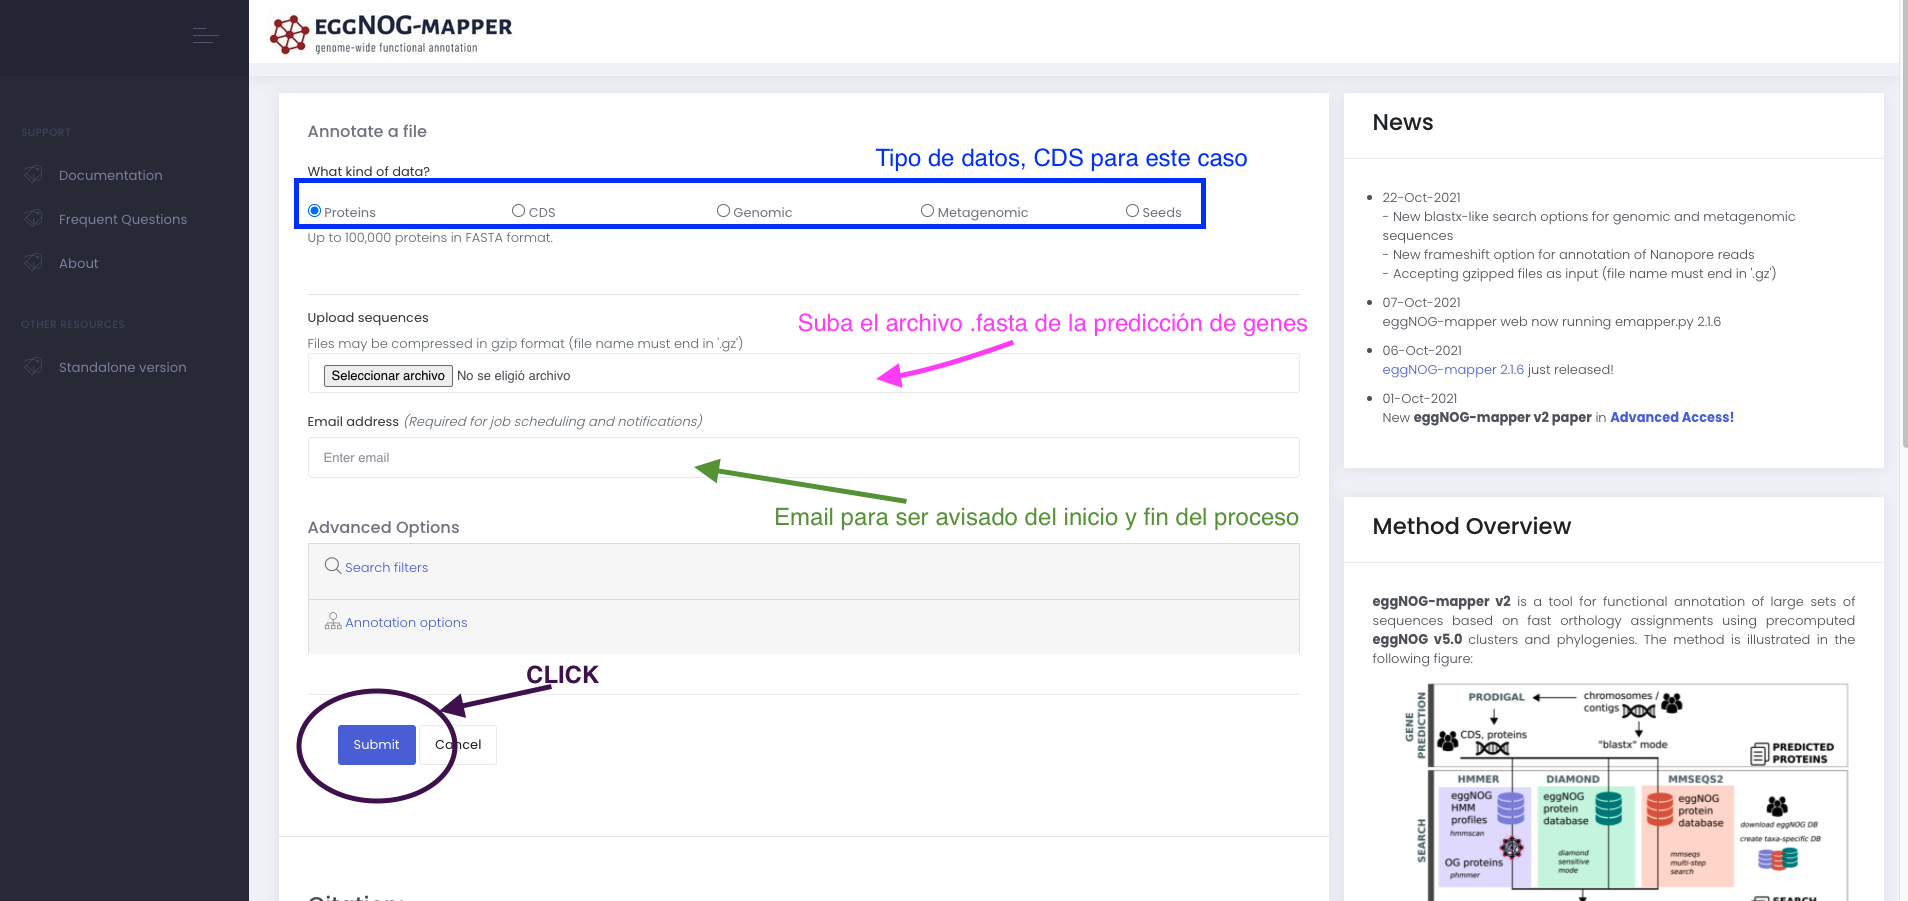 EGGNOG-MAPPER
genome-wide functional annotation
SUPPORT
Documentation
Frequent Questions
About
OTHER RESOURCES
Standalone version
Annotate a file
Tipo de datos, CDS para este caso
What kind of data?
Proteins CDS Genomic Metagenomic Seeds
Up to 100,000 proteins in FASTA format.
Upload sequences
Suba el archivo .fasta de la predicción de genes
Files may be compressed in gzip format (file name must end in '.gz')
Seleccionar archivo No se eligió archivo
Email address (Required for job scheduling and notifications)
Enter email
Email para ser avisado del inicio y fin del proceso
Advanced Options
Search filters
Annotation options
CLICK
Submit Cancel
Citation:
News
22-Oct-2021
- New blastx-like search options for genomic and metagenomic
sequences
- New frameshift option for annotation of Nanopore reads
- Accepting gzipped files as input (file name must end in '.gz')
07-Oct-2021
eggNOG-mapper web now running emapper.py 2.1.6
06-Oct-2021
eggNOG-mapper 2.1.6 just released!
01-Oct-2021
New eggNOG-mapper v2 paper in Advanced Access!
Method Overview
eggNOG-mapper v2 is a tool for functional annotation of large sets of
sequences based on fast orthology assignments using precomputed
eggNOG v5.0 clusters and phylogenies. The method is illustrated in the
following figure:
GENE
PREDICTION
PRODIGAL
chromosomes /
contigs
CDS, proteins
"blastx" mode
PREDICTED
PROTEINS
SEARCH
HMMER
DIAMOND
MMSEQS2
eggNOG
HMM
profiles
hmmscan
OG proteins
phmmer
eggNOG
protein
database
diamond
sensitive
mode
eggNOG
protein
database
mmseqs
multi-step
search
download eggNOG DB
create taxa-specific DB
SEARCH